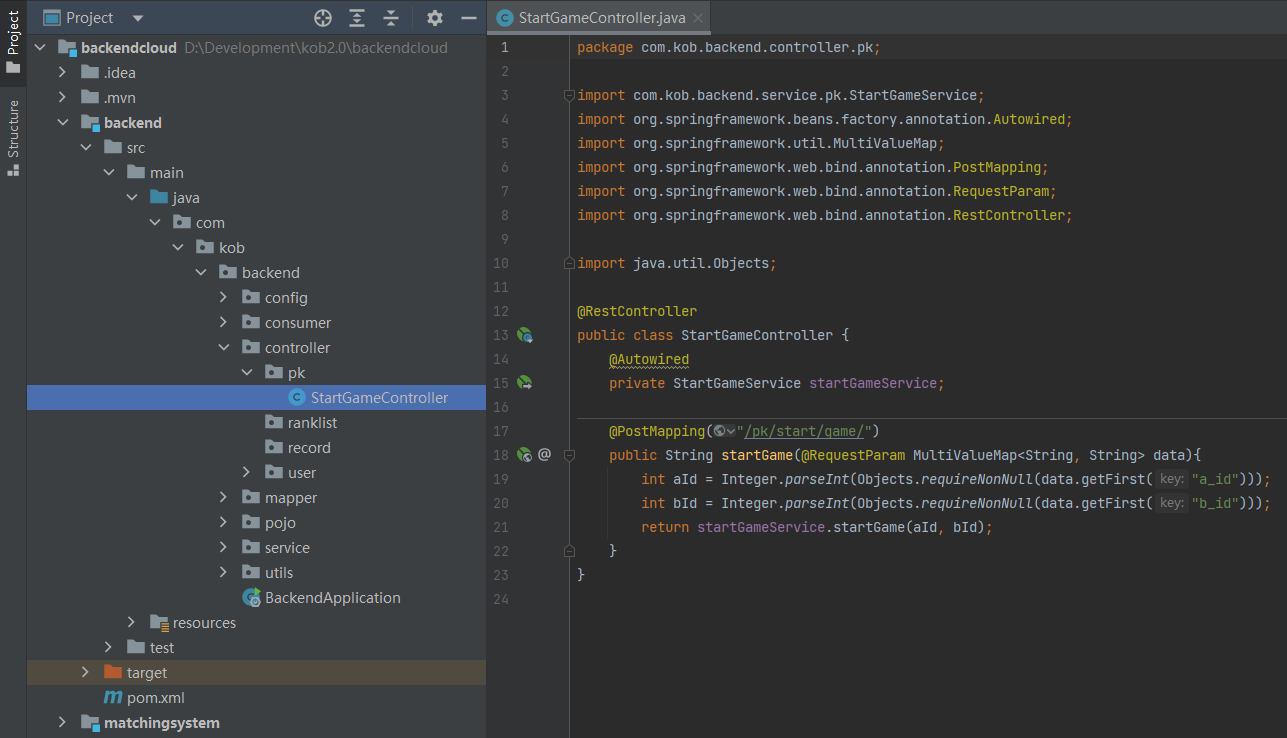 Project
Structure
Project
backendcloud D:\Development\kob2.0\backendcloud
.idea
.mvn
backend
src
main
java
com
kob
backend
config
consumer
controller
pk
StartGameController
ranklist
record
user
mapper
pojo
service
utils
BackendApplication
resources
test
target
pom.xml
matchingsystem
StartGameController.java
1 package com.kob.backend.controller.pk;
2
3 import com.kob.backend.service.pk.StartGameService;
4 import org.springframework.beans.factory.annotation.Autowired;
5 import org.springframework.util.MultiValueMap;
6 import org.springframework.web.bind.annotation.PostMapping;
7 import org.springframework.web.bind.annotation.RequestParam;
8 import org.springframework.web.bind.annotation.RestController;
9
10 import java.util.Objects;
11
12 @RestController
13 public class StartGameController {
14 @Autowired
15 private StartGameService startGameService;
16
17 @PostMapping("/pk/start/game/")
18 @ public String startGame(@RequestParam MultiValueMap<String, String> data){
19 int aId = Integer.parseInt(Objects.requireNonNull(data.getFirst( key: "a_id")));
20 int bId = Integer.parseInt(Objects.requireNonNull(data.getFirst( key: "b_id")));
21 return startGameService.startGame(aId, bId);
22 }
23 }
24